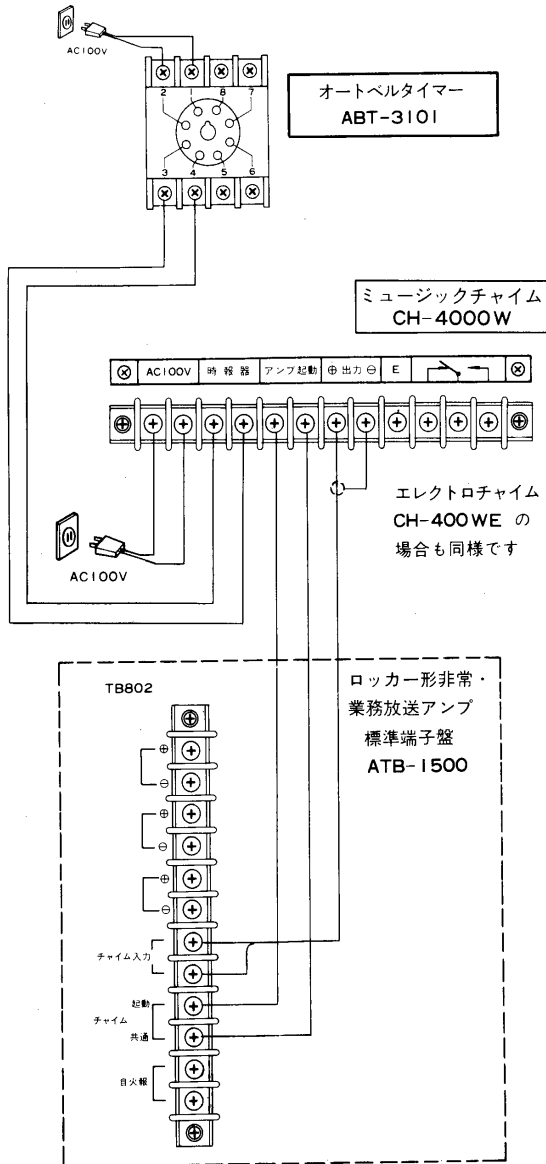 AC100V
2 1 8 7
3 4 5 6
オートベルタイマー
ABT-3101
ミュージックチャイム
CH-4000W
AC100V 時報器 アンプ起動 ⊕出力⊖ E
エレクトロチャイム
CH-400WE の
場合も同様です
AC100V
TB802
ロッカー形非常・
業務放送アンプ
標準端子盤
ATB-1500
⊕
⊖
⊕
⊖
⊕
⊖
チャイム入力
起動
チャイム
共通
自火報